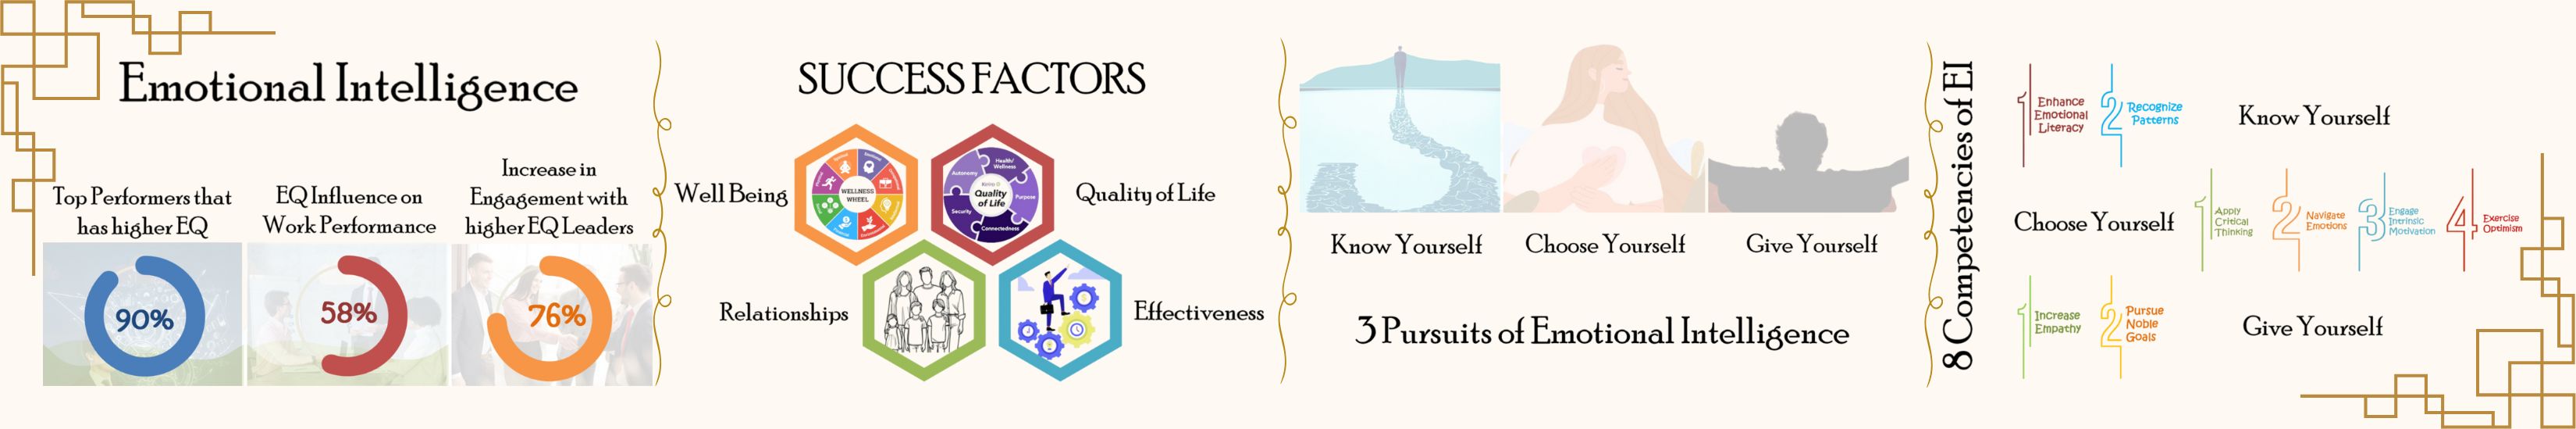 Emotional Intelligence
Top Performers that
has higher EQ
EQ Influence on
Work Performance
Increase in
Engagement with
higher EQ Leaders
90%
58%
76%
SUCCESS FACTORS
Well Being
WELLNESS
WHEEL
Health/
Wellness
Autonomy
Quality
of Life
Purpose
Security
Connectedness
Quality of Life
Relationships
Effectiveness
Know Yourself
Choose Yourself
Give Yourself
3 Pursuits of Emotional Intelligence
8 Competencies of EI
1
Enhance
Emotional
Literacy
2
Recognize
Patterns
Know Yourself
Choose Yourself
1
Apply
Critical
Thinking
2
Navigate
Emotions
3
Engage
Intrinsic
Motivation
4
Exercise
Optimism
1
Increase
Empathy
2
Pursue
Noble
Goals
Give Yourself